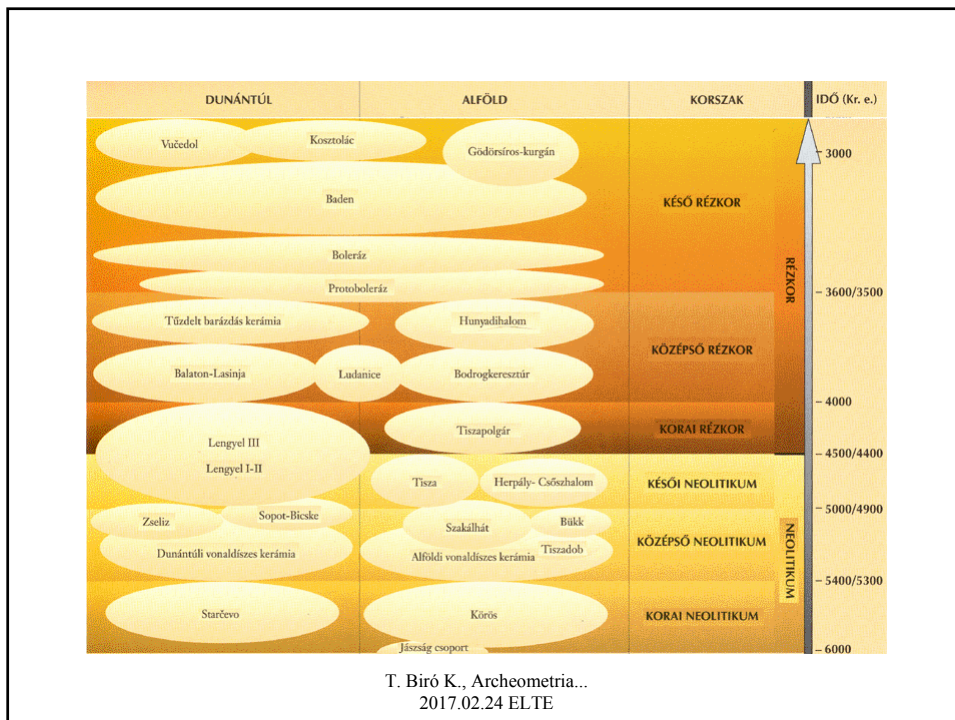 DUNÁNTÚL ALFÖLD KORSZAK IDŐ (Kr. e.)
Vučedol
Kosztolác
Gödörsíros-kurgán
3000
Baden
KÉSŐ RÉZKOR
Boleráz
Protoboleráz
RÉZKOR
3600/3500
Tűzdelt barázdás kerámia
Hunyadihalom
KÖZÉPSŐ RÉZKOR
Balaton-Lasinja
Ludanice
Bodrogkeresztúr
4000
Tiszapolgár
KORAI RÉZKOR
Lengyel III
4500/4400
Lengyel I-II
Tisza
Herpály- Csőszhalom
KÉSŐI NEOLITIKUM
5000/4900
Zseliz
Sopot-Bicske
Szakálhát
Bükk
KÖZÉPSŐ NEOLITIKUM
NEOLITIKUM
Dunántúli vonaldíszes kerámia
Alföldi vonaldíszes kerámia
Tiszadob
5400/5300
Starčevo
Körös
KORAI NEOLITIKUM
Jászság csoport
6000
T. Biró K., Archeometria...
2017.02.24 ELTE